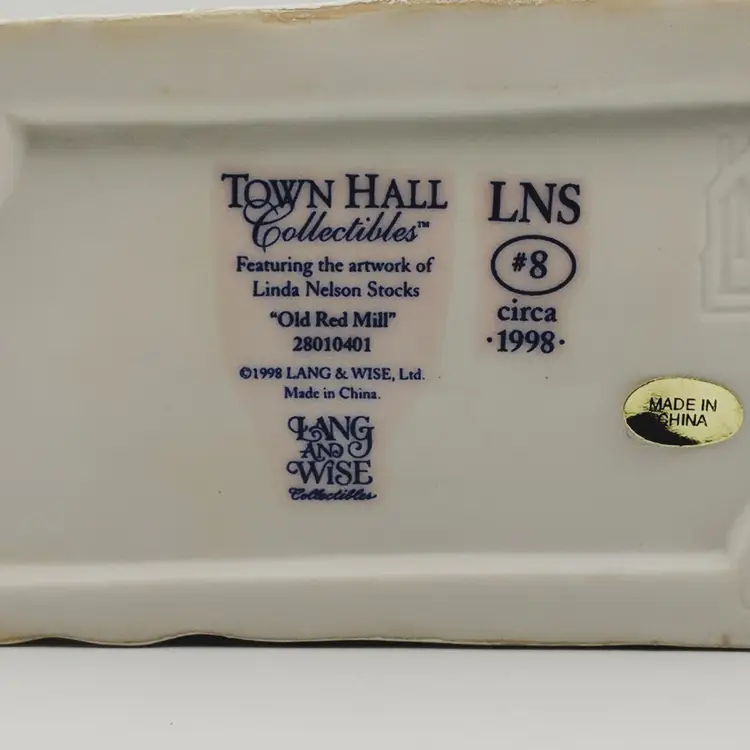 TOWN HALL
Collectibles™
Featuring the artwork of
Linda Nelson Stocks
"Old Red Mill"
28010401
©1998 LANG & WISE, Ltd.
Made in China.
LANG
AND
WISE
Collectibles
LNS
#8
circa
·1998·
MADE IN
CHINA